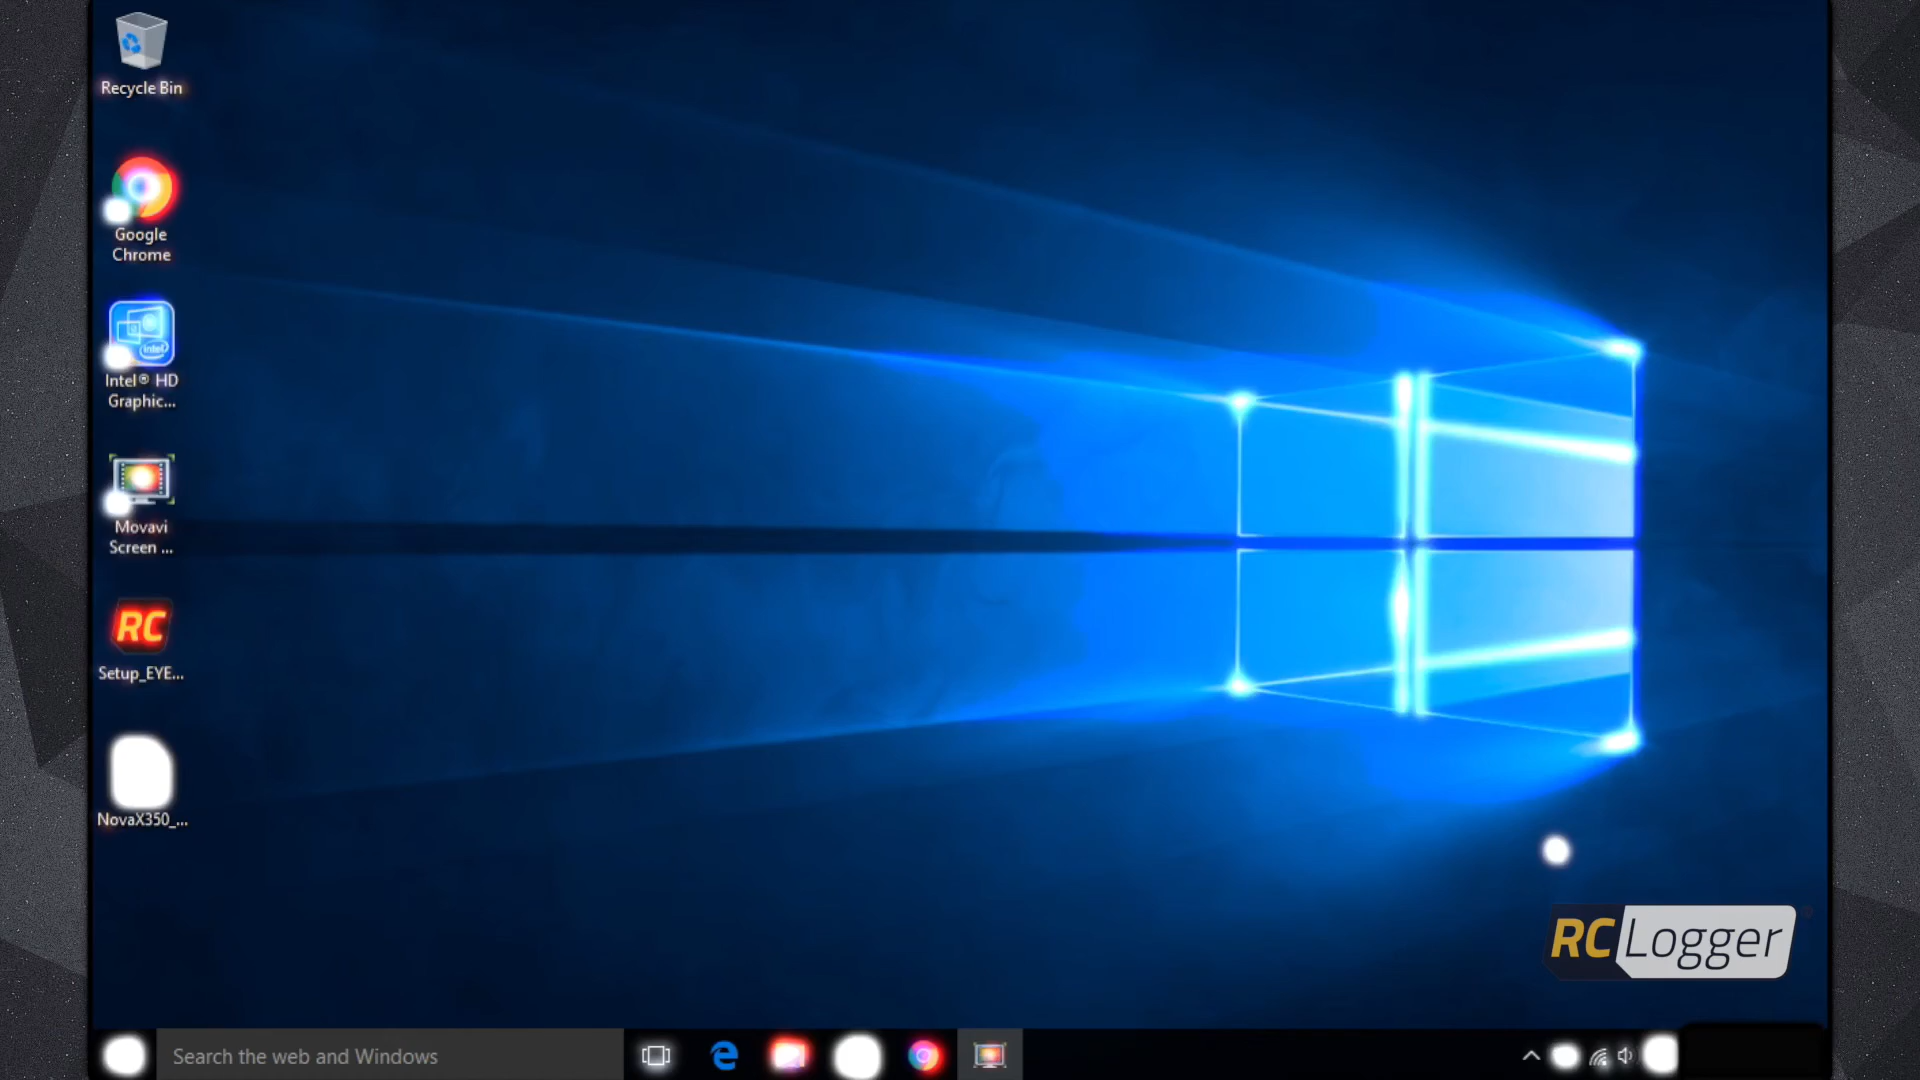 Recycle Bin
Google
Chrome
intel
Intel® HD
Graphic...
Movavi
Screen ...
RC
Setup_EYE...
NovaX350_...
RC Logger
Search the web and Windows